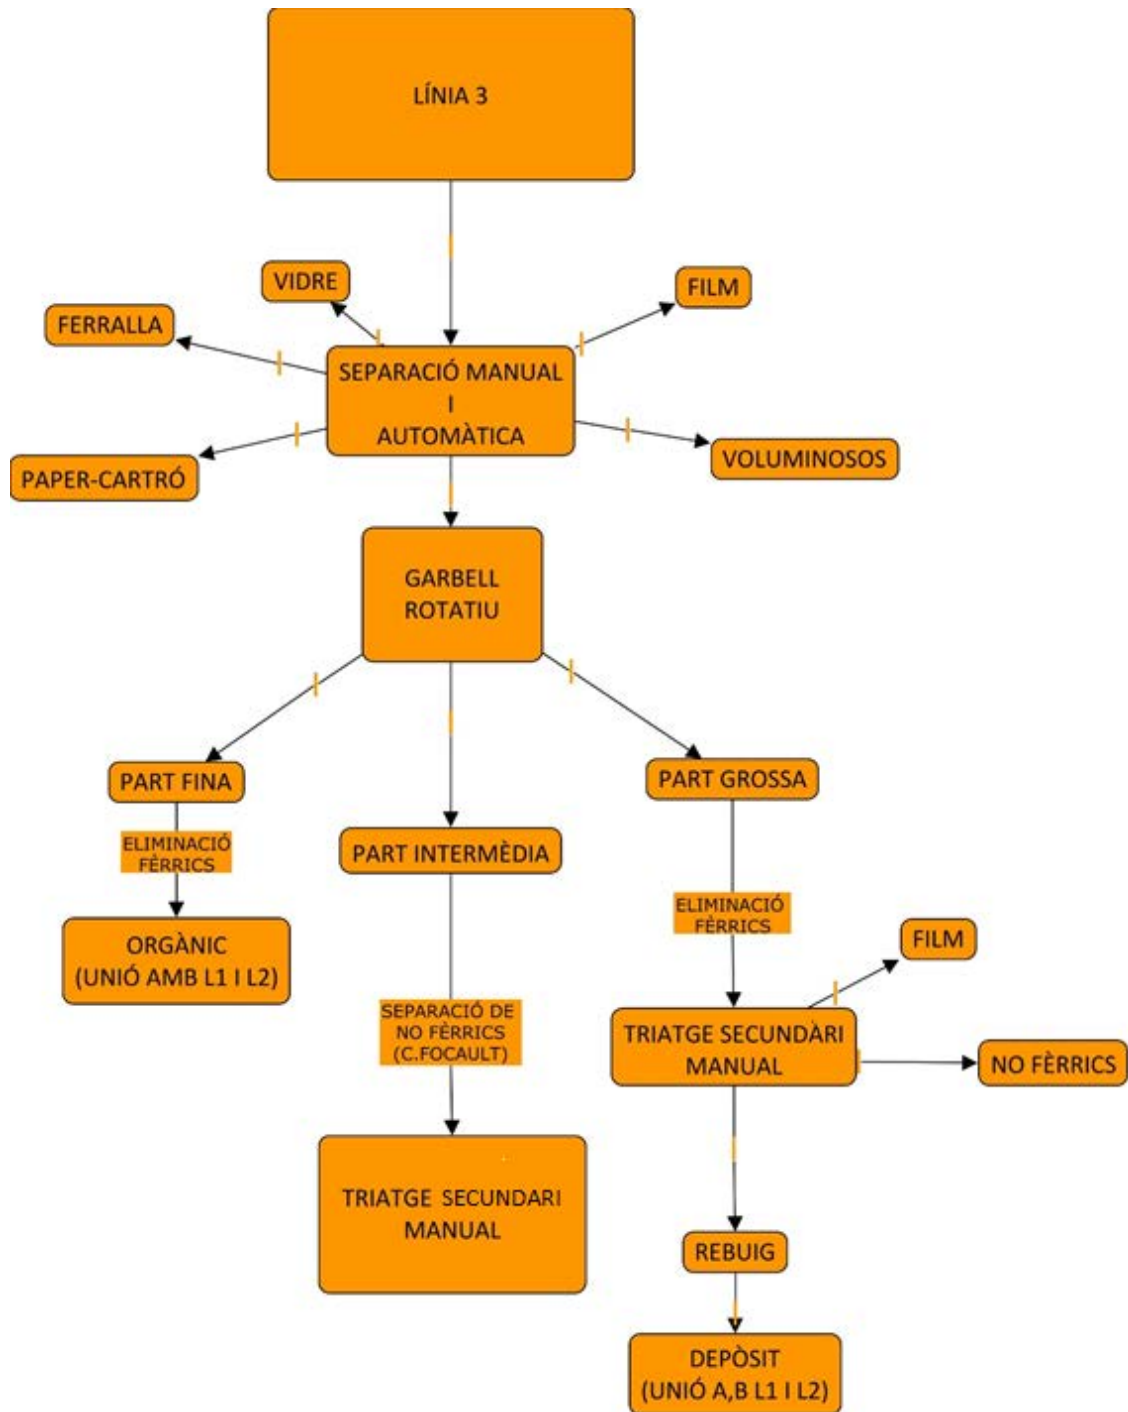 LÍNIA 3
VIDRE
FILM
FERRALLA
SEPARACIÓ MANUAL
I
AUTOMÀTICA
PAPER-CARTRÓ
VOLUMINOSOS
GARBELL
ROTATIU
PART FINA
PART GROSSA
ELIMINACIÓ
FÈRRICS
PART INTERMÈDIA
ELIMINACIÓ
FÈRRICS
ORGÀNIC
(UNIÓ AMB L1 I L2)
FILM
SEPARACIÓ DE
NO FÈRRICS
(C.FOCAULT)
TRIATGE SECUNDÀRI
MANUAL
NO FÈRRICS
TRIATGE SECUNDARI
MANUAL
REBUIG
DEPÒSIT
(UNIÓ A,B L1 I L2)